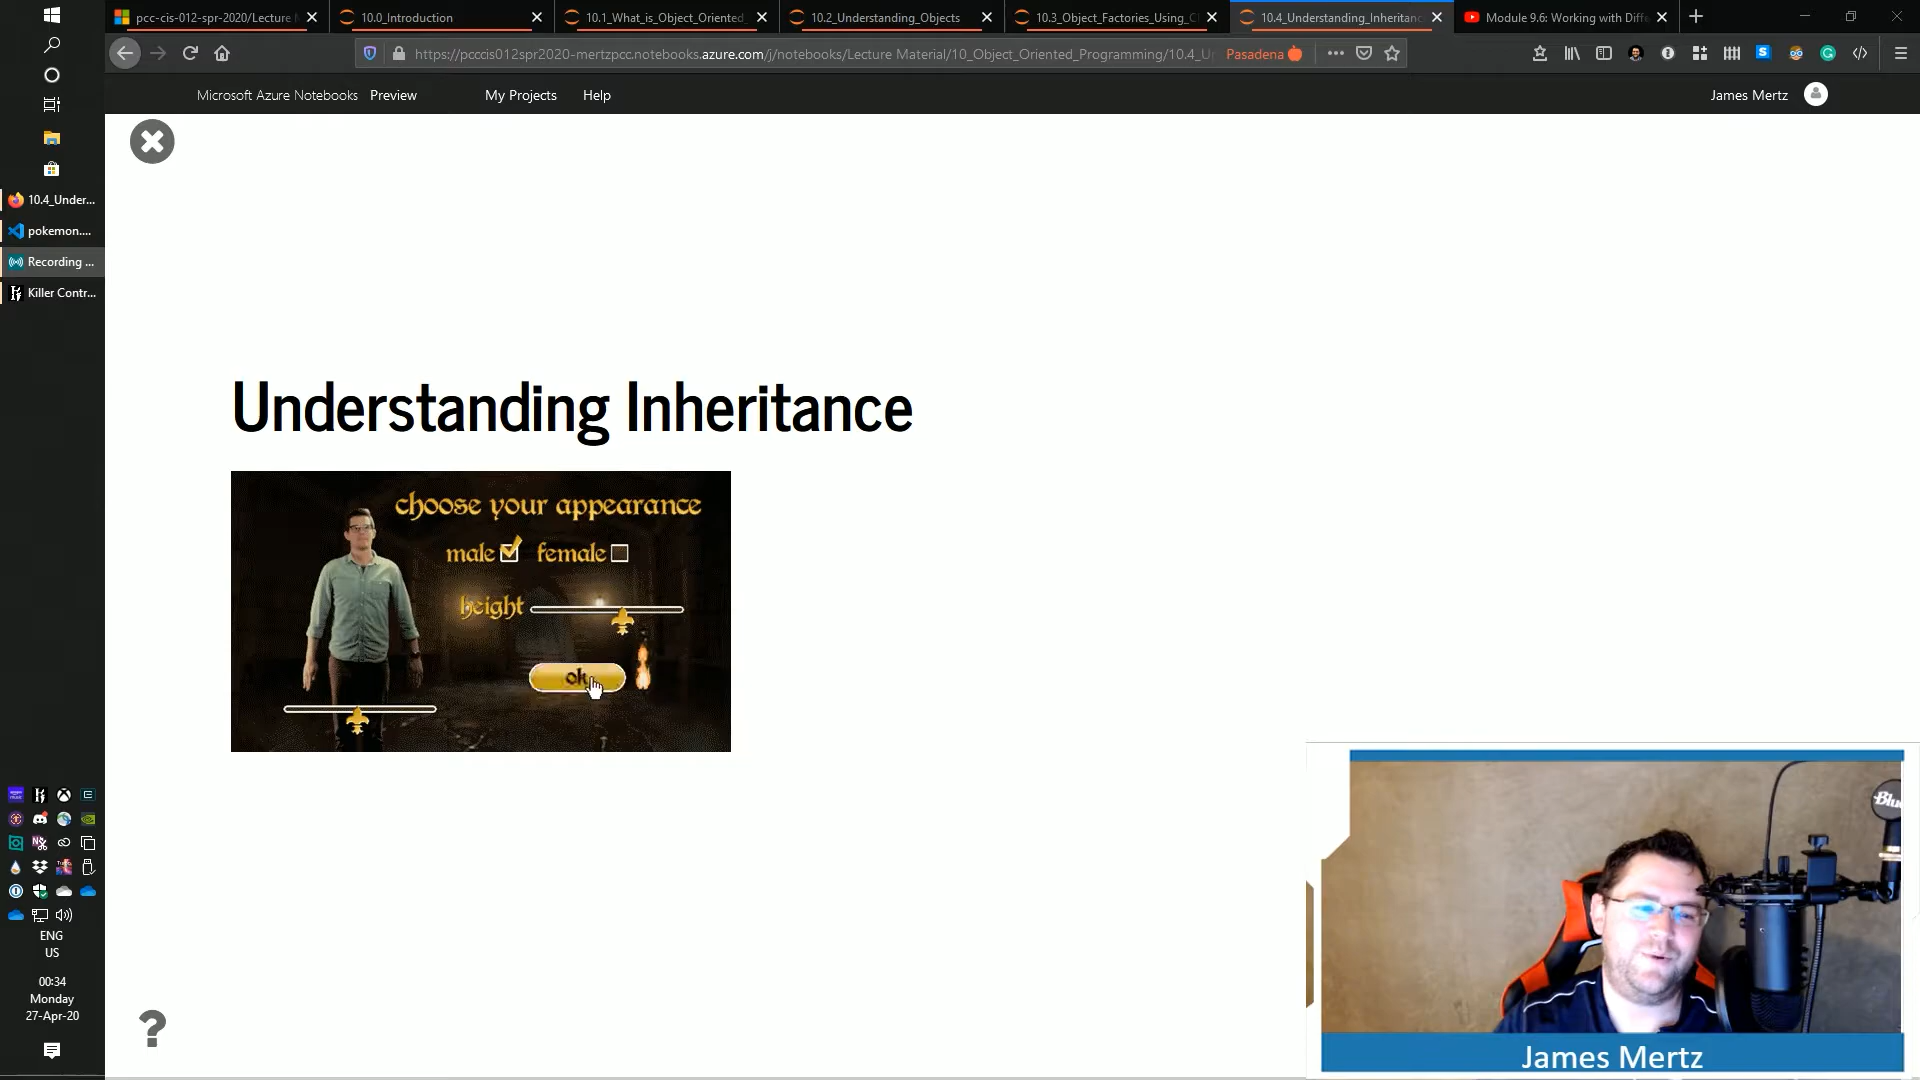 pcc-cis-012-spr-2020/Lecture M
10.0_Introduction
10.1_What_is_Object_Oriented_
10.2_Understanding_Objects
10.3_Object_Factories_Using_Cl
10.4_Understanding_Inheritanc
Module 9.6: Working with Diffe
https://pcccis012spr2020-mertzpcc.notebooks.azure.com/j/notebooks/Lecture Material/10_Object_Oriented_Programming/10.4_U
Pasadena
Microsoft Azure Notebooks Preview My Projects Help
James Mertz
10.4_Under...
pokemon....
Recording ...
Killer Contr...
Understanding Inheritance
choose your appearance
male female
height
ok
Blue
James Mertz
ENG
US
00:34
Monday
27-Apr-20
?